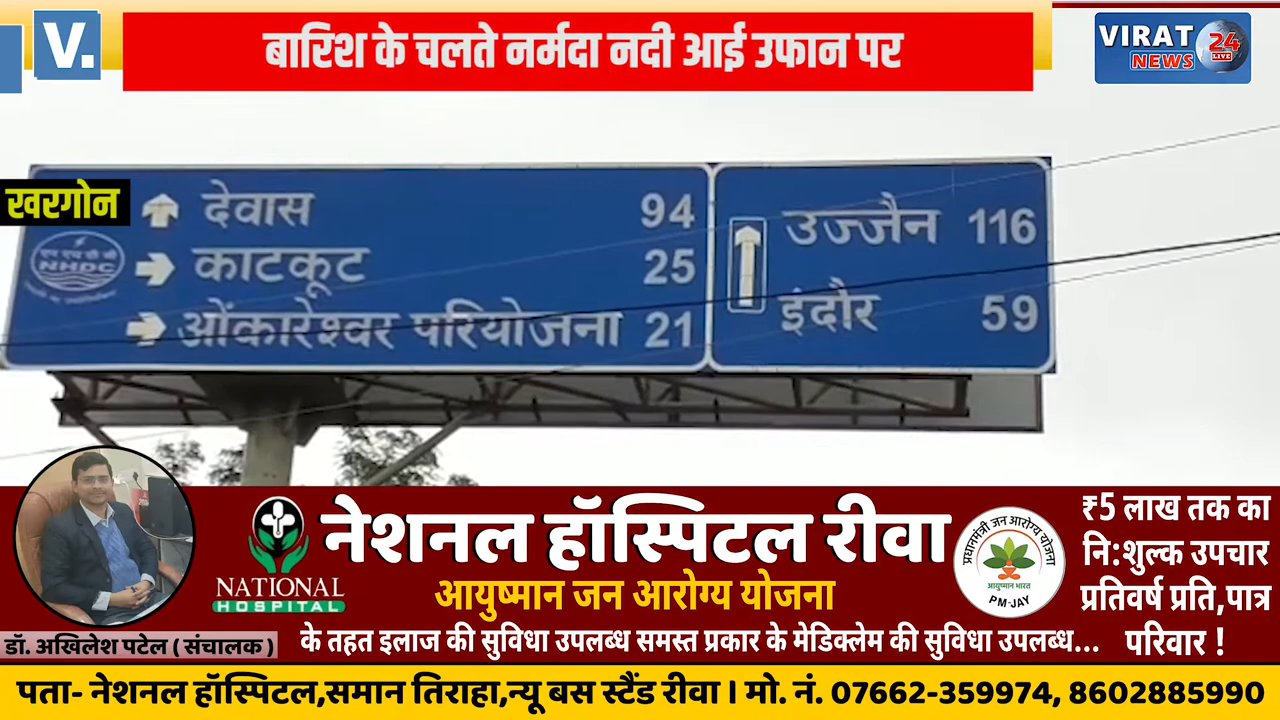 V.
बारिश के चलते नर्मदा नदी आई उफान पर
VIRAT 24
NEWS LIVE
खरगोन
देवास 94
काटकूट 25
ओंकारेश्वर परियोजना 21
उज्जैन 116
इंदौर 59
एन एच डी सी
NHDC
नेशनल हॉस्पिटल रीवा
NATIONAL
HOSPITAL
आयुष्मान जन आरोग्य योजना
प्रधानमंत्री जन आरोग्य योजना
आयुष्मान भारत
PM-JAY
₹5 लाख तक का
नि:शुल्क उपचार
प्रतिवर्ष प्रति,पात्र
परिवार !
डॉ. अखिलेश पटेल ( संचालक )
के तहत इलाज की सुविधा उपलब्ध समस्त प्रकार के मेडिक्लेम की सुविधा उपलब्ध...
पता- नेशनल हॉस्पिटल,समान तिराहा,न्यू बस स्टैंड रीवा । मो. नं. 07662-359974, 8602885990